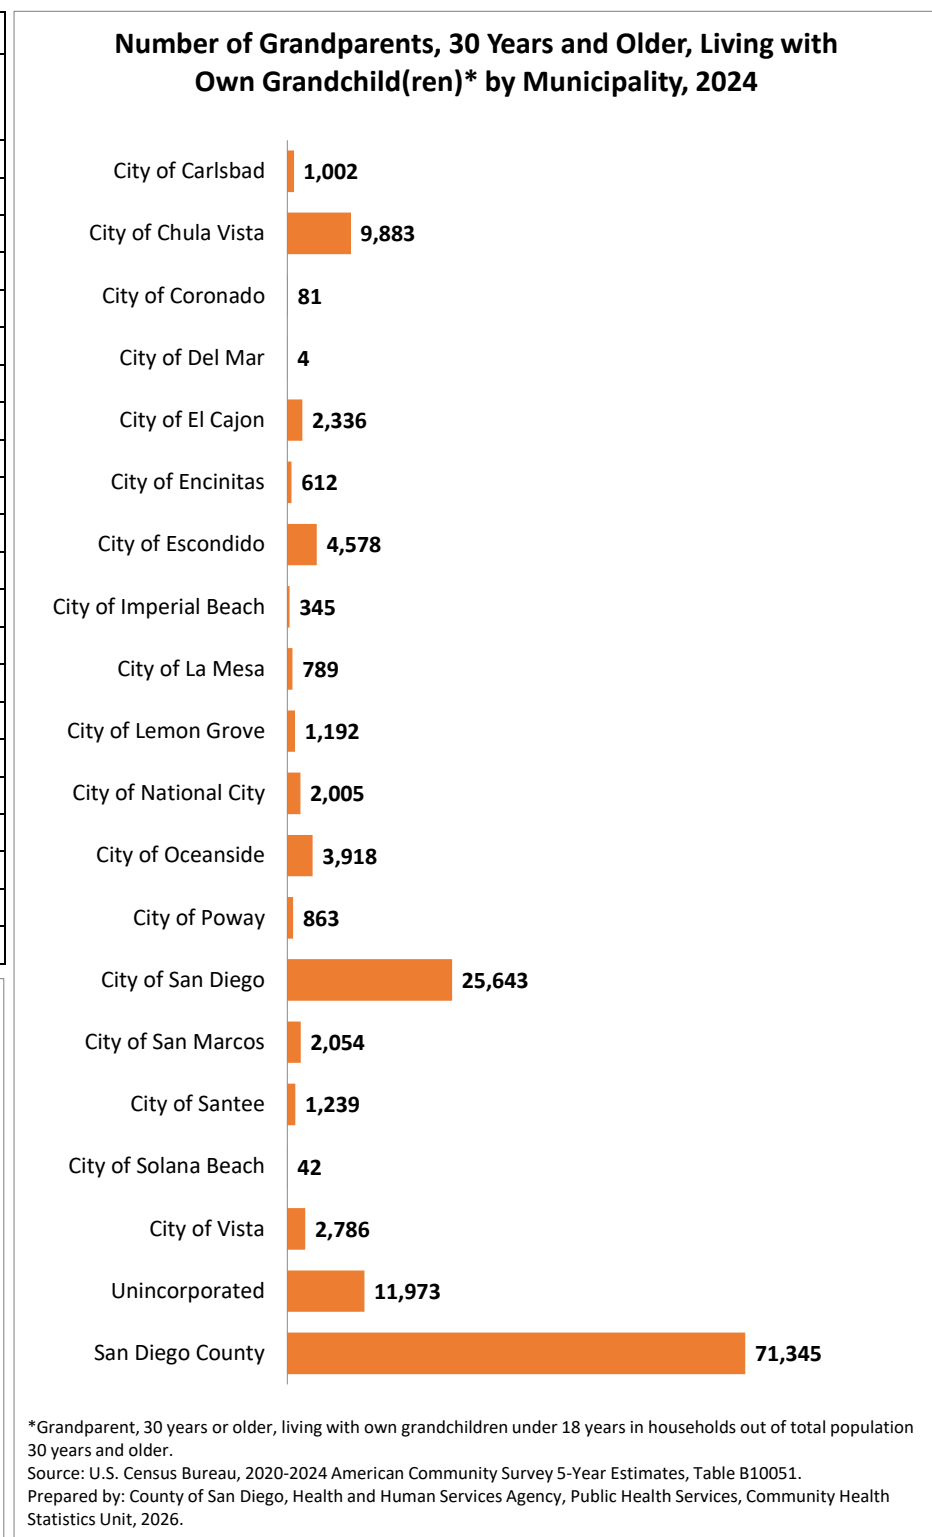 Number of Grandparents, 30 Years and Older, Living with
Own Grandchild(ren)* by Municipality, 2024
City of Carlsbad 1,002
City of Chula Vista 9,883
City of Coronado 81
City of Del Mar 4
City of El Cajon 2,336
City of Encinitas 612
City of Escondido 4,578
City of Imperial Beach 345
City of La Mesa 789
City of Lemon Grove 1,192
City of National City 2,005
City of Oceanside 3,918
City of Poway 863
City of San Diego 25,643
City of San Marcos 2,054
City of Santee 1,239
City of Solana Beach 42
City of Vista 2,786
Unincorporated 11,973
San Diego County 71,345
*Grandparent, 30 years or older, living with own grandchildren under 18 years in households out of total population
30 years and older.
Source: U.S. Census Bureau, 2020-2024 American Community Survey 5-Year Estimates, Table B10051.
Prepared by: County of San Diego, Health and Human Services Agency, Public Health Services, Community Health
Statistics Unit, 2026.